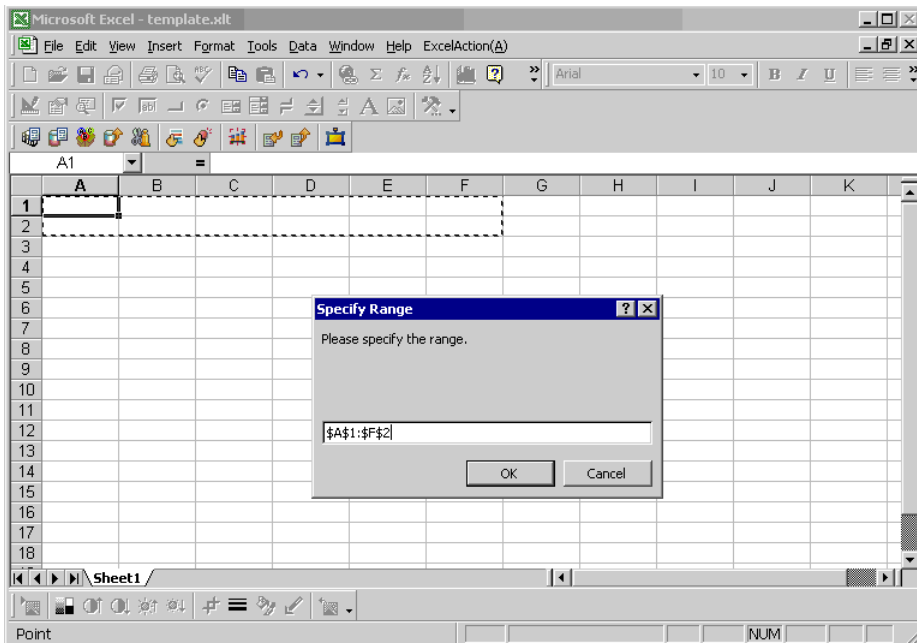 Microsoft Excel - template.xlt
File Edit View Insert Format Tools Data Window Help ExcelAction(A)
Arial 10 B I U
A1 =
A B C D E F G H I J K
1
2
3
4
5
6
7
8
9
10
11
12
13
14
15
16
17
18
Specify Range
Please specify the range.
$A$1:$F$2
OK Cancel
Sheet1
Point NUM